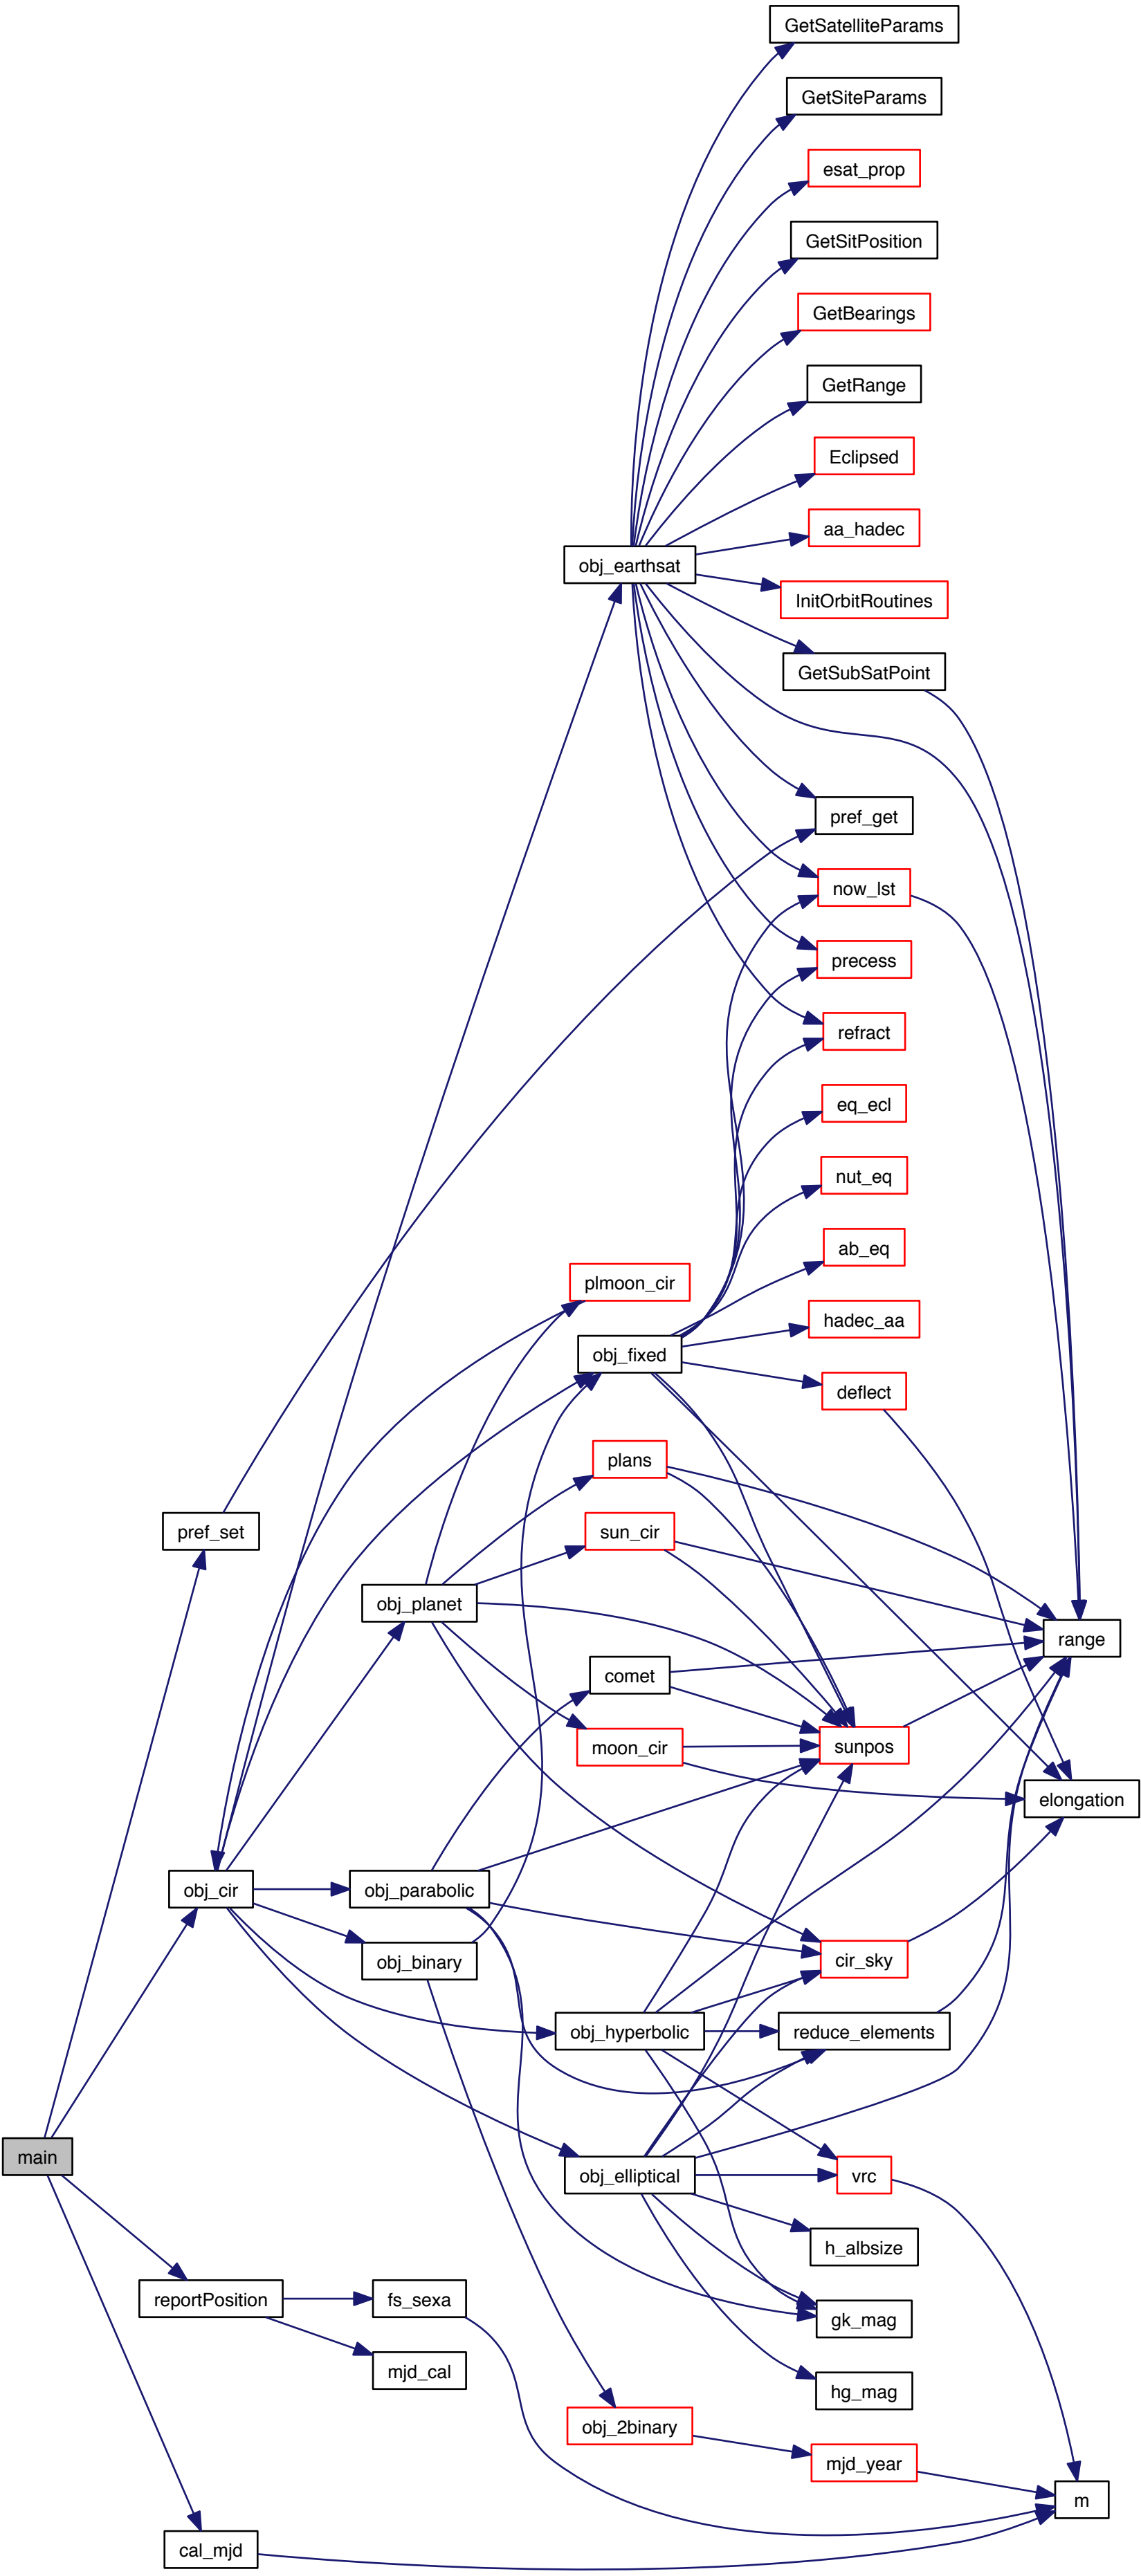 GetSatelliteParams
GetSiteParams
esat_prop
GetSitPosition
GetBearings
GetRange
Eclipsed
aa_hadec
obj_earthsat
InitOrbitRoutines
GetSubSatPoint
pref_get
now_lst
precess
refract
eq_ecl
nut_eq
ab_eq
plmoon_cir
hadec_aa
obj_fixed
deflect
plans
pref_set
sun_cir
obj_planet
range
comet
sunpos
moon_cir
elongation
obj_cir
obj_parabolic
obj_binary
cir_sky
obj_hyperbolic
reduce_elements
main
obj_elliptical
vrc
h_albsize
reportPosition
fs_sexa
gk_mag
mjd_cal
hg_mag
obj_2binary
mjd_year
m
cal_mjd